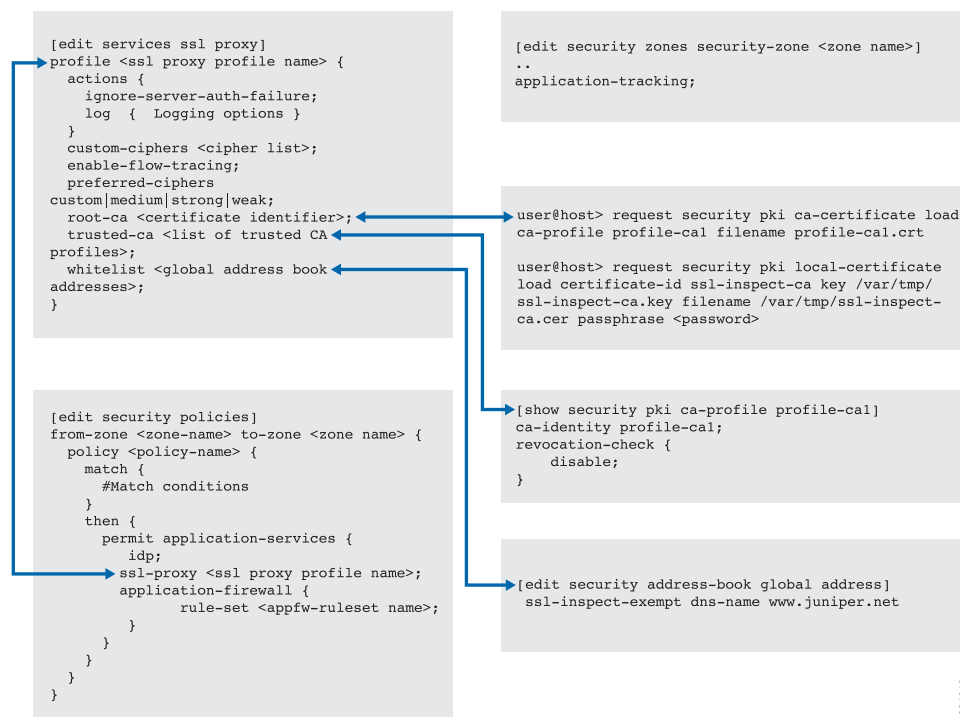 [edit services ssl proxy]
profile <ssl proxy profile name> {
actions {
ignore-server-auth-failure;
log { Logging options }
}
custom-ciphers <cipher list>;
enable-flow-tracing;
preferred-ciphers
custom|medium|strong|weak;
root-ca <certificate identifier>;
trusted-ca <list of trusted CA
profiles>;
whitelist <global address book
addresses>;
}
[edit security policies]
from-zone <zone-name> to-zone <zone name> {
policy <policy-name> {
match {
#Match conditions
}
then {
permit application-services {
idp;
ssl-proxy <ssl proxy profile name>;
application-firewall {
rule-set <appfw-ruleset name>;
}
}
}
}
}
[edit security zones security-zone <zone name>]
..
application-tracking;
user@host> request security pki ca-certificate load
ca-profile profile-ca1 filename profile-ca1.crt
user@host> request security pki local-certificate
load certificate-id ssl-inspect-ca key /var/tmp/
ssl-inspect-ca.key filename /var/tmp/ssl-inspect-
ca.cer passphrase <password>
[show security pki ca-profile profile-ca1]
ca-identity profile-ca1;
revocation-check {
disable;
}
[edit security address-book global address]
ssl-inspect-exempt dns-name www.juniper.net